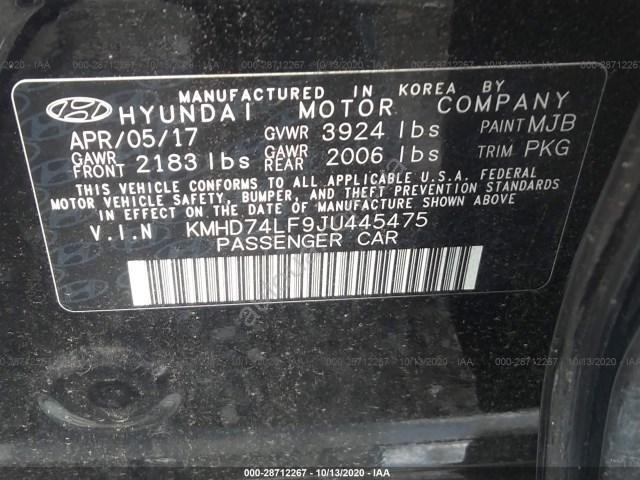 MANUFACTURED IN KOREA BY
HYUNDAI MOTOR COMPANY
APR/05/17 GVWR 3924 lbs PAINT MJB
GAWR FRONT 2183 lbs GAWR REAR 2006 lbs TRIM PKG
THIS VEHICLE CONFORMS TO ALL APPLICABLE U.S.A. FEDERAL
MOTOR VEHICLE SAFETY, BUMPER, AND THEFT PREVENTION STANDARDS
IN EFFECT ON THE DATE OF MANUFACTURE SHOWN ABOVE
V.I.N KMHD74LF9JU445475
PASSENGER CAR
000-28712267 - 10/13/2020 - IAA